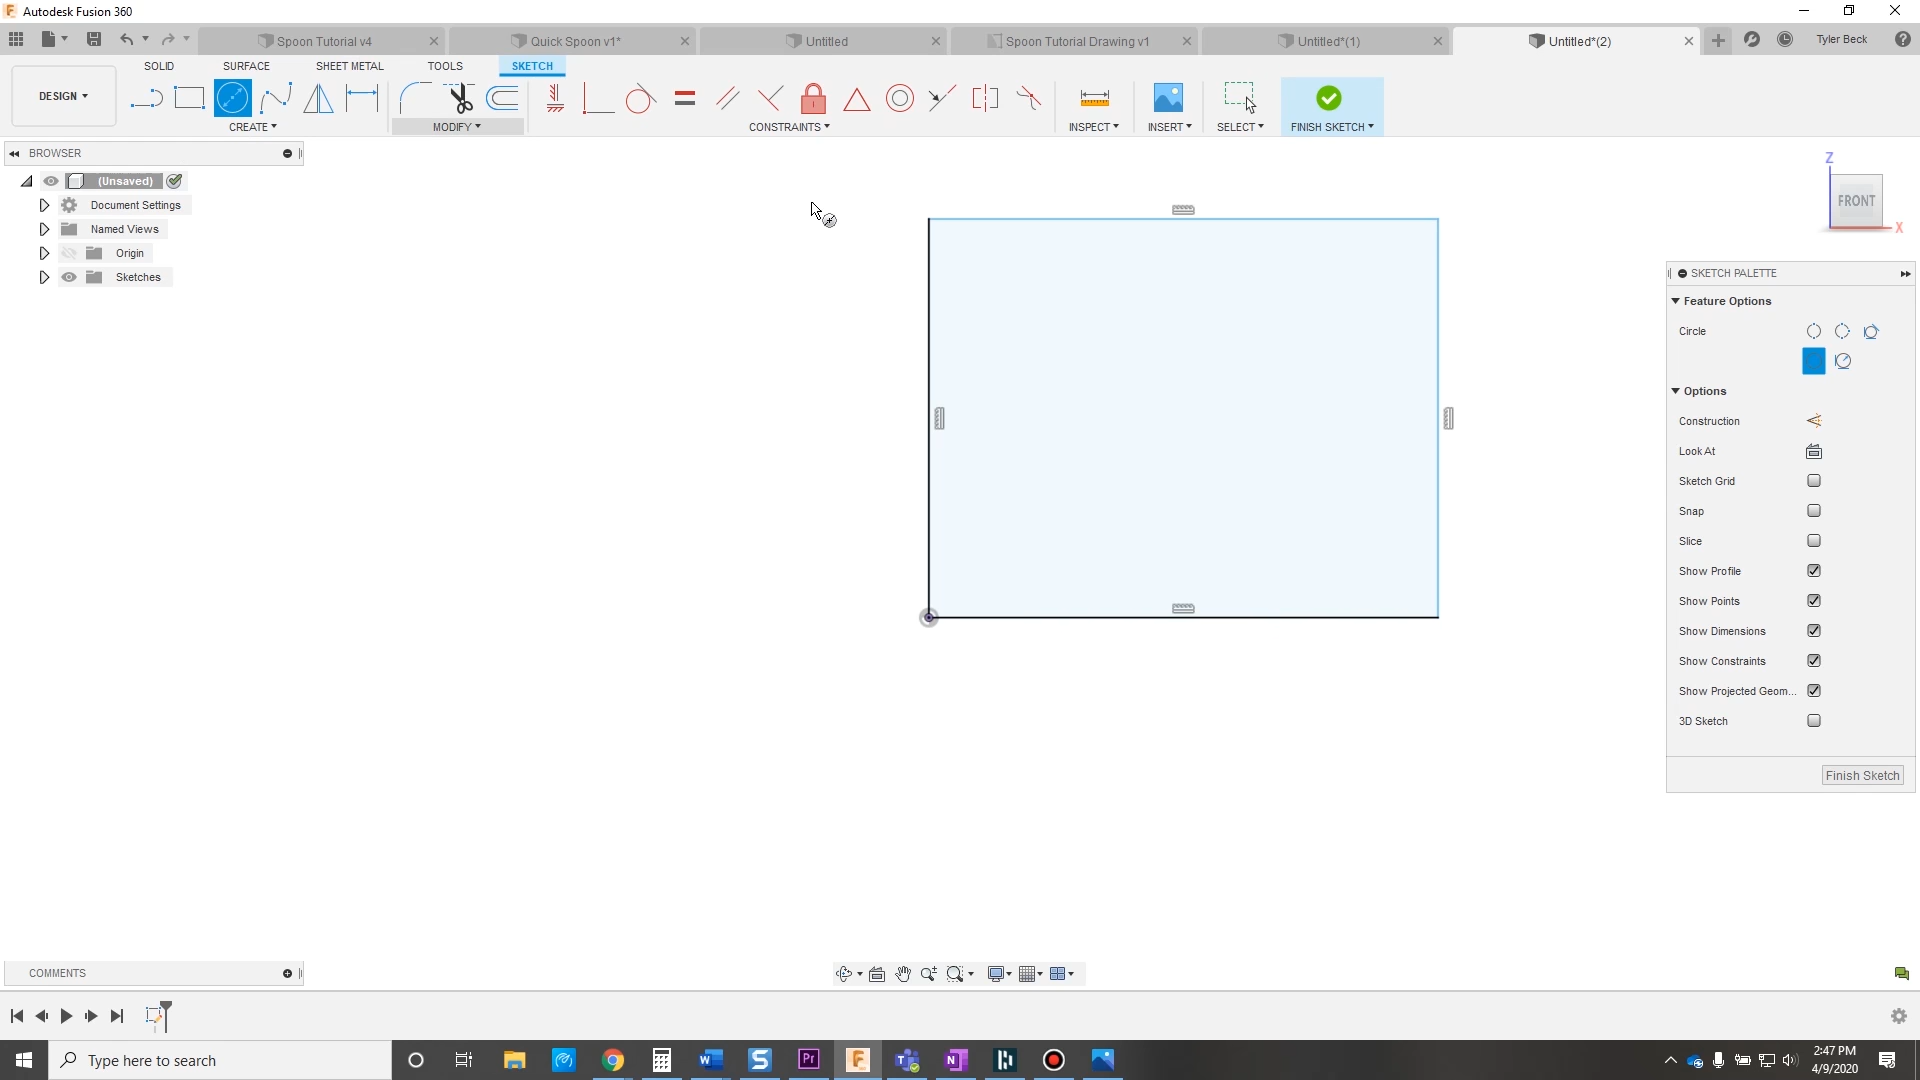 Autodesk Fusion 360
Spoon Tutorial v4
Quick Spoon v1*
Untitled
Spoon Tutorial Drawing v1
Untitled*(1)
Untitled*(2)
Tyler Beck
DESIGN
SOLID
SURFACE
SHEET METAL
TOOLS
SKETCH
CREATE
MODIFY
CONSTRAINTS
INSPECT
INSERT
SELECT
FINISH SKETCH
BROWSER
(Unsaved)
Document Settings
Named Views
Origin
Sketches
Z
FRONT
X
SKETCH PALETTE
Feature Options
Circle
Options
Construction
Look At
Sketch Grid
Snap
Slice
Show Profile
Show Points
Show Dimensions
Show Constraints
Show Projected Geom...
3D Sketch
Finish Sketch
COMMENTS
Type here to search
2:47 PM
4/9/2020